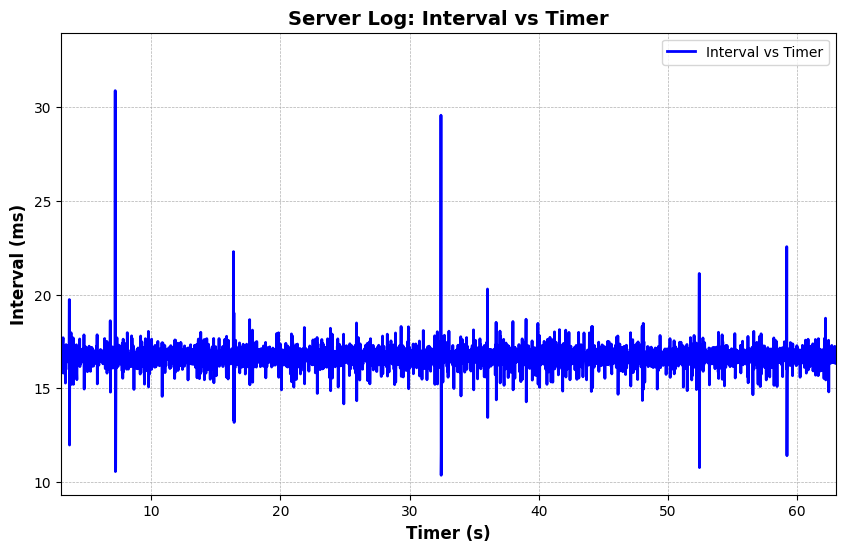 Server Log: Interval vs Timer
Interval vs Timer
Interval (ms)
30
25
20
15
10
10 20 30 40 50 60
Timer (s)